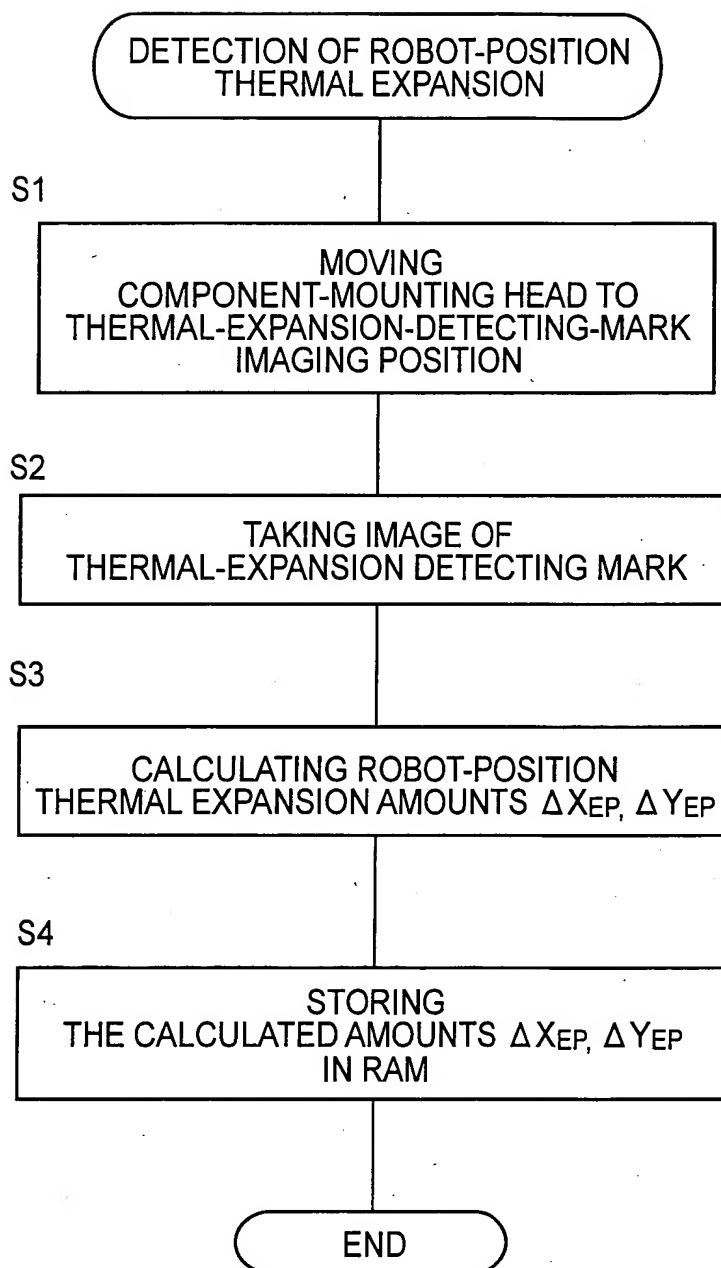 DETECTION OF ROBOT-POSITION
THERMAL EXPANSION
S1
MOVING
COMPONENT-MOUNTING HEAD TO
THERMAL-EXPANSION-DETECTING-MARK
IMAGING POSITION
S2
TAKING IMAGE OF
THERMAL-EXPANSION DETECTING MARK
S3
CALCULATING ROBOT-POSITION
THERMAL EXPANSION AMOUNTS ΔXEP, ΔYEP
S4
STORING
THE CALCULATED AMOUNTS ΔXEP, ΔYEP
IN RAM
END